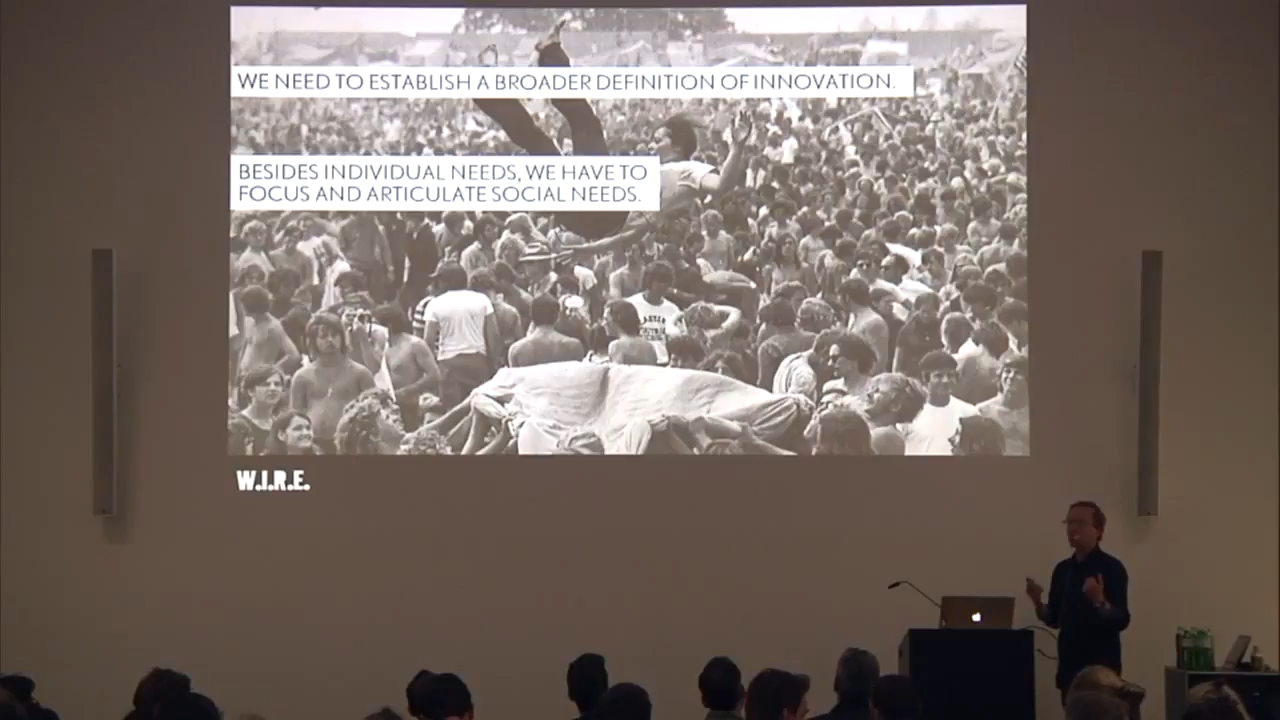 WE NEED TO ESTABLISH A BROADER DEFINITION OF INNOVATION.
BESIDES INDIVIDUAL NEEDS, WE HAVE TO
FOCUS AND ARTICULATE SOCIAL NEEDS.
W.I.R.E.